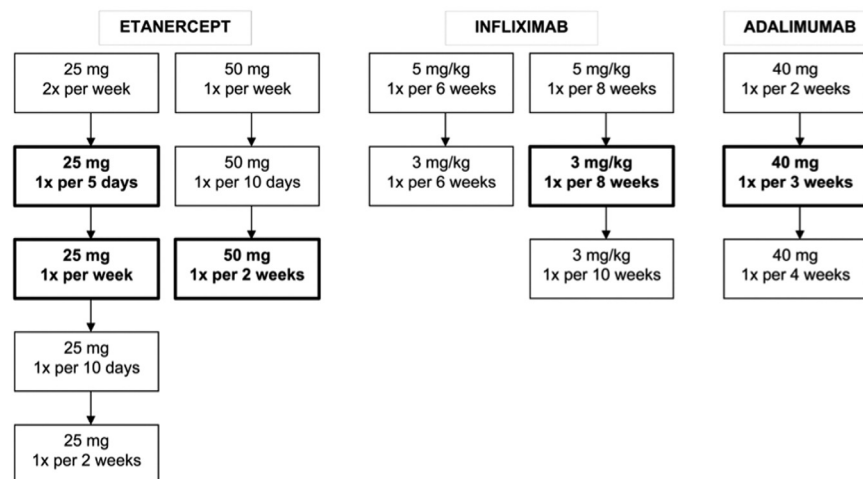 ETANERCEPT
25 mg
2x per week
25 mg
1x per 5 days
25 mg
1x per week
25 mg
1x per 10 days
25 mg
1x per 2 weeks
50 mg
1x per week
50 mg
1x per 10 days
50 mg
1x per 2 weeks
INFLIXIMAB
5 mg/kg
1x per 6 weeks
3 mg/kg
1x per 6 weeks
5 mg/kg
1x per 8 weeks
3 mg/kg
1x per 8 weeks
3 mg/kg
1x per 10 weeks
ADALIMUMAB
40 mg
1x per 2 weeks
40 mg
1x per 3 weeks
40 mg
1x per 4 weeks